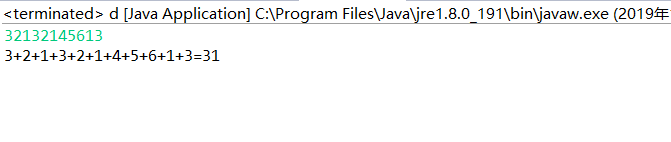 <terminated> d [Java Application] C:\Program Files\Java\jre1.8.0_191\bin\javaw.exe (2019年
32132145613
3+2+1+3+2+1+4+5+6+1+3=31